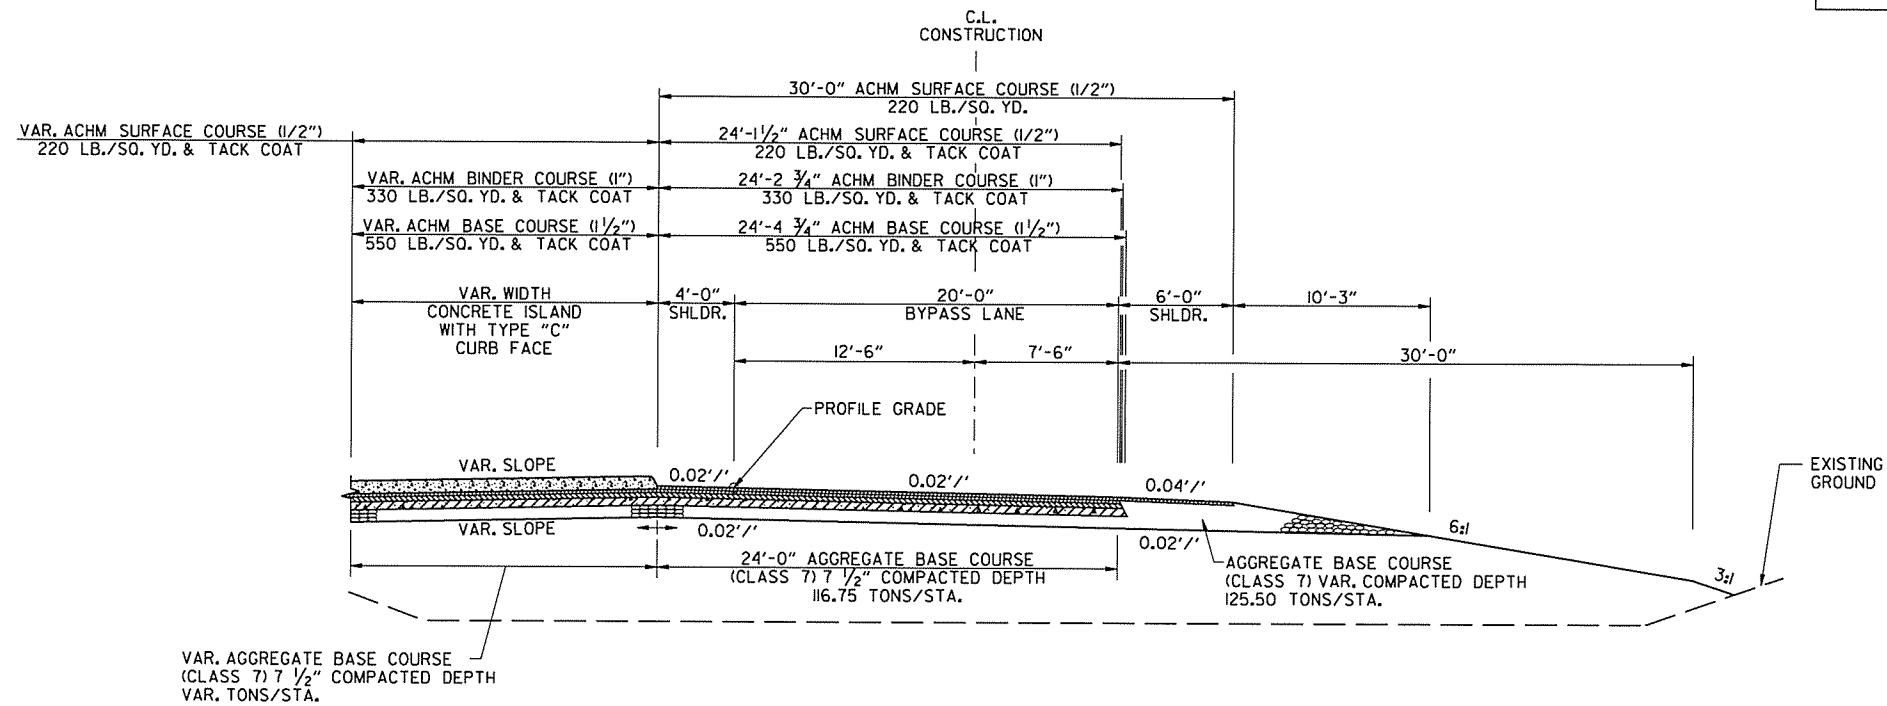 C.L.
CONSTRUCTION
30'-0" ACHM SURFACE COURSE (1/2")
220 LB./SQ. YD.
VAR. ACHM SURFACE COURSE (1/2")
220 LB./SQ. YD. & TACK COAT
24'-1 1/2" ACHM SURFACE COURSE (1/2")
220 LB./SQ. YD. & TACK COAT
VAR. ACHM BINDER COURSE (1")
330 LB./SQ. YD. & TACK COAT
24'-2 3/4" ACHM BINDER COURSE (1")
330 LB./SQ. YD. & TACK COAT
VAR. ACHM BASE COURSE (1 1/2")
550 LB./SQ. YD. & TACK COAT
24'-4 3/4" ACHM BASE COURSE (1 1/2")
550 LB./SQ. YD. & TACK COAT
VAR. WIDTH
CONCRETE ISLAND
WITH TYPE "C"
CURB FACE
4'-0"
SHLDR.
20'-0"
BYPASS LANE
6'-0"
SHLDR.
10'-3"
12'-6"
7'-6"
30'-0"
PROFILE GRADE
VAR. SLOPE
0.02'/'
0.02'/'
0.04'/'
EXISTING
GROUND
VAR. SLOPE
0.02'/'
0.02'/'
6:1
3:1
24'-0" AGGREGATE BASE COURSE
(CLASS 7) 7 1/2" COMPACTED DEPTH
116.75 TONS/STA.
AGGREGATE BASE COURSE
(CLASS 7) VAR. COMPACTED DEPTH
125.50 TONS/STA.
VAR. AGGREGATE BASE COURSE
(CLASS 7) 7 1/2" COMPACTED DEPTH
VAR. TONS/STA.